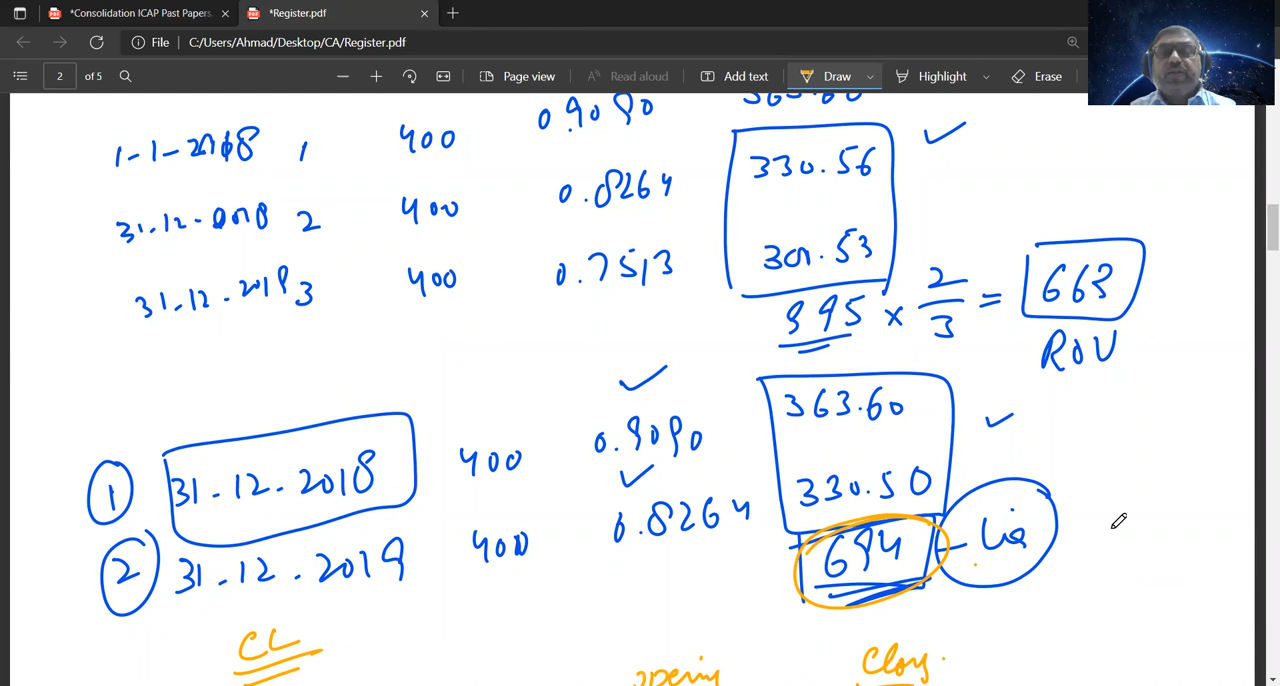 *Consolidation ICAP Past Papers.
*Register.pdf
File C:/Users/Ahmad/Desktop/CA/Register.pdf
2 of 5 Page view Read aloud Add text Draw Highlight Erase
1-1-2018 1 400 0.9090 363.60
31-12-2018 2 400 0.8264 330.56
31-12-2019 3 400 0.7513 301.53
995 × 2/3 = 663
ROU
1 31-12-2018 400 0.9090 363.60
2 31-12-2019 400 0.8264 330.50
694 - Lia
CL opening Clos.